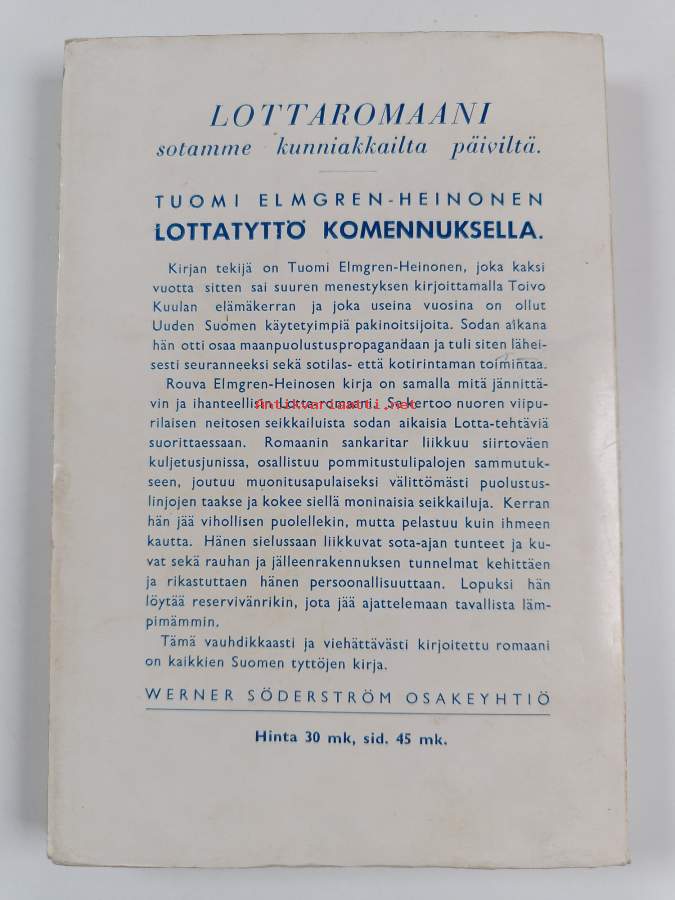 LOTTAROMAANI
sotamme kunniakkailta päiviltä.
TUOMI ELMGREN-HEINONEN
LOTTATYTTÖ KOMENNUKSELLA.
Kirjan tekijä on Tuomi Elmgren-Heinonen, joka kaksi
vuotta sitten sai suuren menestyksen kirjoittamalla Toivo
Kuulan elämäkerran ja joka useina vuosina on ollut
Uuden Suomen käytetyimpiä pakinoitsijoita. Sodan aikana
hän otti osaa maanpuolustuspropagandaan ja tuli siten lähei-
sesti seuranneeksi sekä sotilas- että kotirintaman toimintaa.
Rouva Elmgren-Heinosen kirja on samalla mitä jännittä-
vin ja ihanteellisin Lotta-romaani. Se kertoo nuoren viipu-
rilaisen neitosen seikkailuista sodan aikaisia Lotta-tehtäviä
suorittaessaan. Romaanin sankaritar liikkuu siirtoväen
kuljetusjunissa, osallistuu pommitustulipalojen sammutuk-
seen, joutuu muonitusapulaiseksi välittömästi puolustus-
linjojen taakse ja kokee siellä moninaisia seikkailuja. Kerran
hän jää vihollisen puolellekin, mutta pelastuu kuin ihmeen
kautta. Hänen sielussaan liikkuvat sota-ajan tunteet ja ku-
vat sekä rauhan ja jälleenrakennuksen tunnelmat kehittäen
ja rikastuttaen hänen persoonallisuuttaan. Lopuksi hän
löytää reservivänrikin, jota jää ajattelemaan tavallista läm-
pimämmin.
Tämä vauhdikkaasti ja viehättävästi kirjoitettu romaani
on kaikkien Suomen tyttöjen kirja.
WERNER SÖDERSTRÖM OSAKEYHTIÖ
Hinta 30 mk, sid. 45 mk.
Antikvariaatti.net